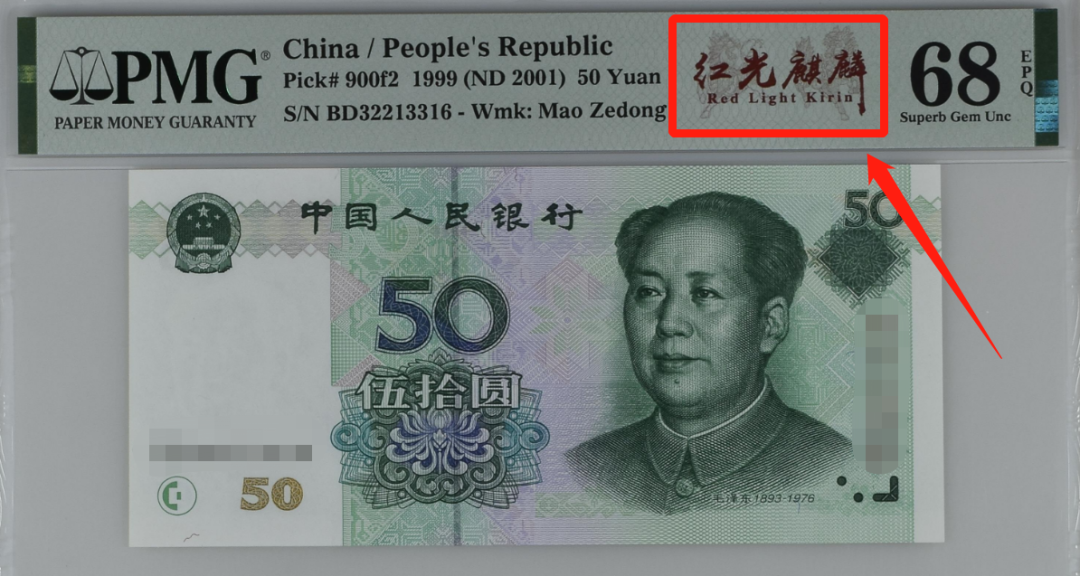 PMG®
PAPER MONEY GUARANTY
China / People's Republic
Pick# 900f2 1999 (ND 2001) 50 Yuan
S/N BD32213316 - Wmk: Mao Zedong
红光麒麟
Red Light Kirin
68
Superb Gem Unc
EPQ
中国人民银行
50
50
伍拾圆
50
毛泽东 1893-1976